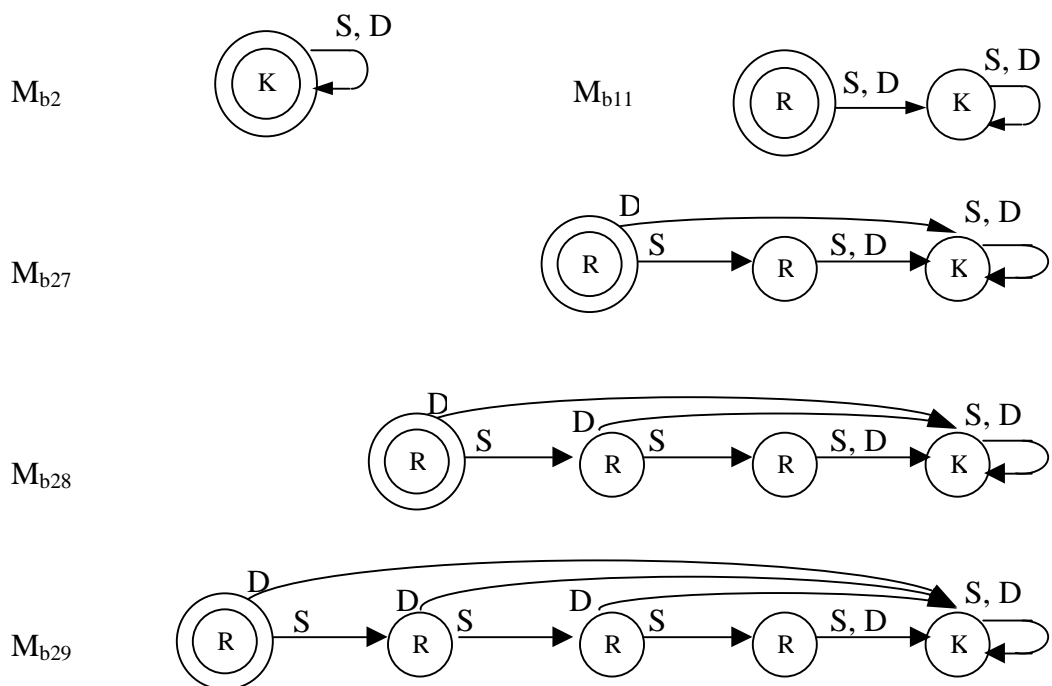 S, D
M_b2 K M_b11 R S, D K S, D
D S, D
M_b27 R S R S, D K
D D S, D
M_b28 R S R S R S, D K
D D D S, D
M_b29 R S R S R S R S, D K